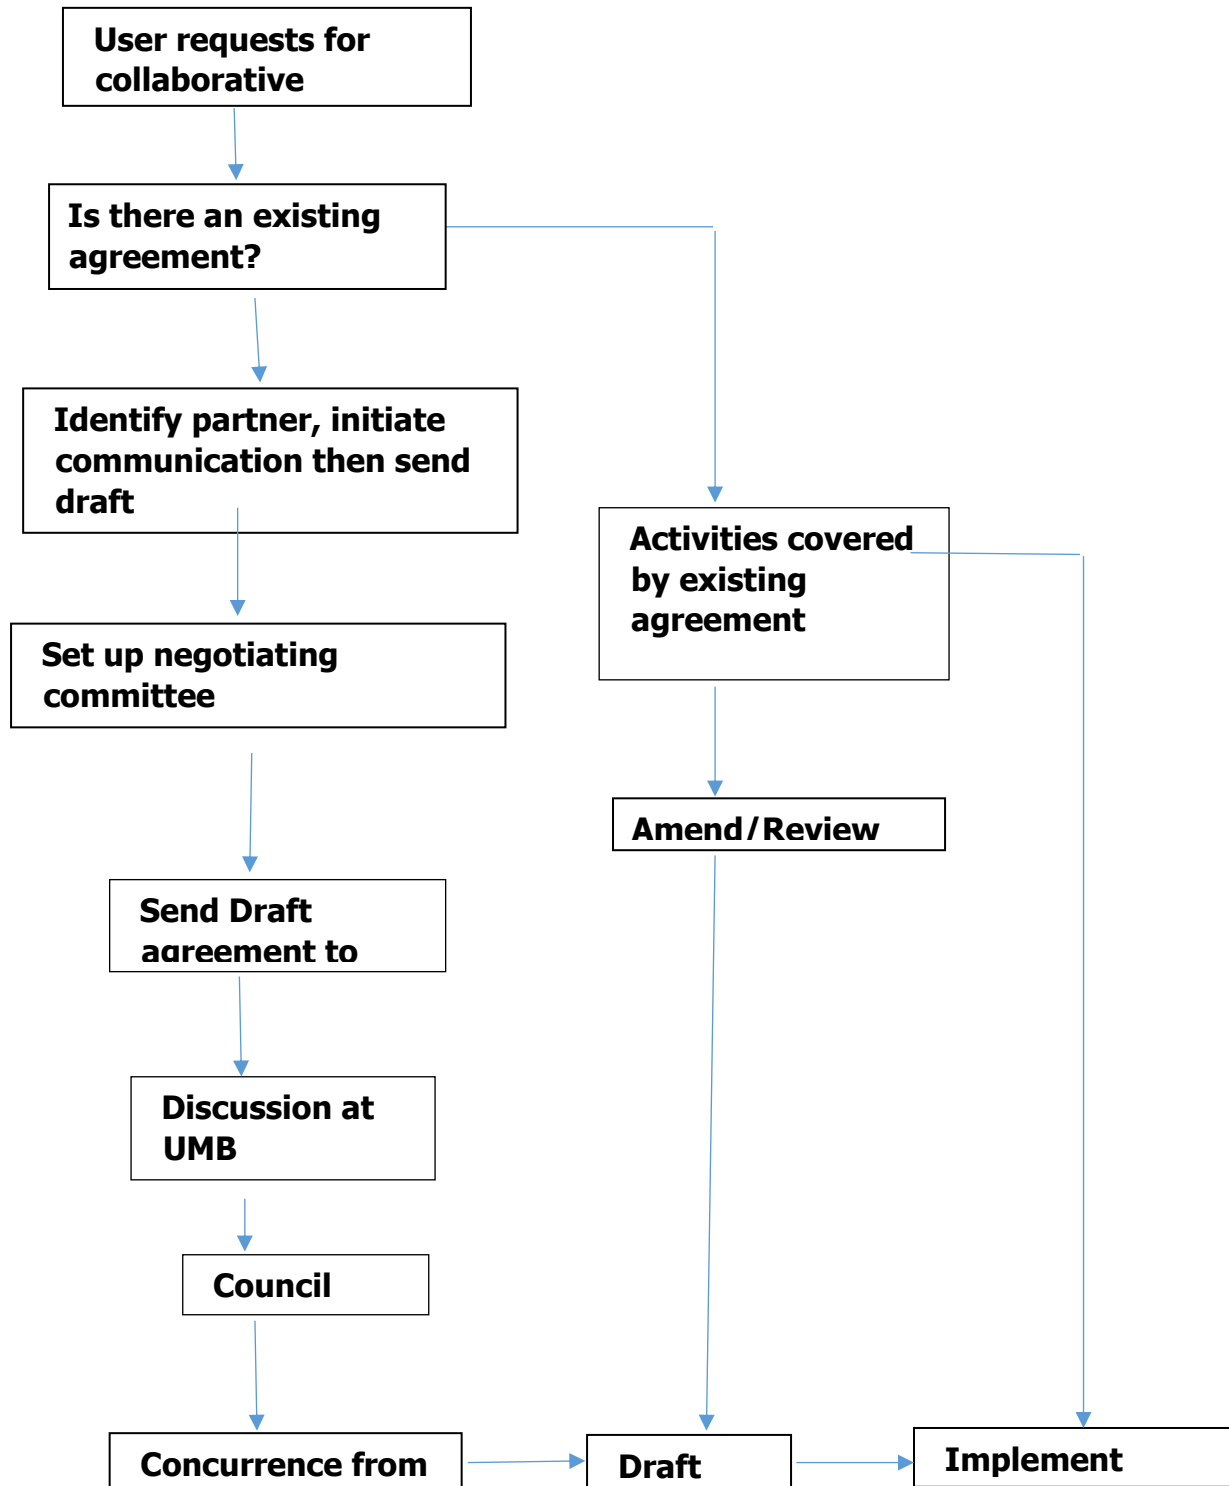 User requests for
collaborative
Is there an existing
agreement?
Identify partner, initiate
communication then send
draft
Activities covered
by existing
agreement
Set up negotiating
committee
Amend/Review
Send Draft
agreement to
Discussion at
UMB
Council
Concurrence from
Draft
Implement